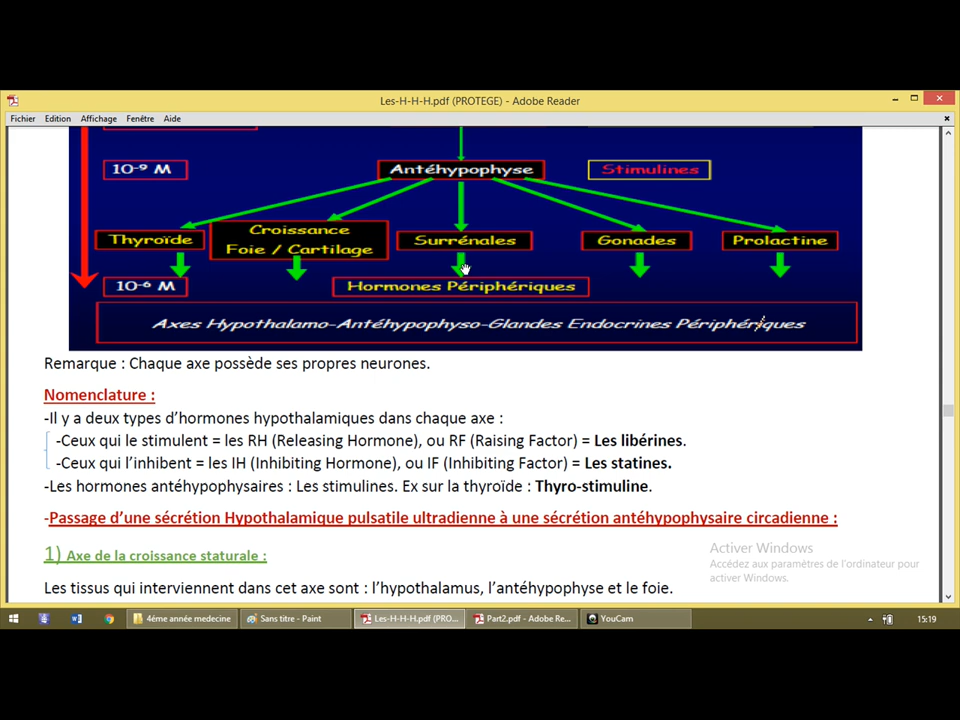 Les-H-H-H.pdf (PROTEGE) - Adobe Reader
Fichier Edition Affichage Fenêtre Aide
10⁻⁹ M Antéhypophyse Stimulines
Thyroïde Croissance Foie / Cartilage Surrénales Gonades Prolactine
10⁻⁶ M Hormones Périphériques
Axes Hypothalamo-Antéhypophyso-Glandes Endocrines Périphériques
Remarque : Chaque axe possède ses propres neurones.
Nomenclature :
-Il y a deux types d'hormones hypothalamiques dans chaque axe :
-Ceux qui le stimulent = les RH (Releasing Hormone), ou RF (Raising Factor) = Les libérines.
-Ceux qui l'inhibent = les IH (Inhibiting Hormone), ou IF (Inhibiting Factor) = Les statines.
-Les hormones antéhypophysaires : Les stimulines. Ex sur la thyroïde : Thyro-stimuline.
-Passage d'une sécrétion Hypothalamique pulsatile ultradienne à une sécrétion antéhypophysaire circadienne :
1) Axe de la croissance staturale :
Les tissus qui interviennent dans cet axe sont : l'hypothalamus, l'antéhypophyse et le foie.
Activer Windows
Accédez aux paramètres de l'ordinateur pour
activer Windows.
4éme année medecine Sans titre - Paint Les-H-H-H.pdf (PRO... Part2.pdf - Adobe Re... YouCam 15:19